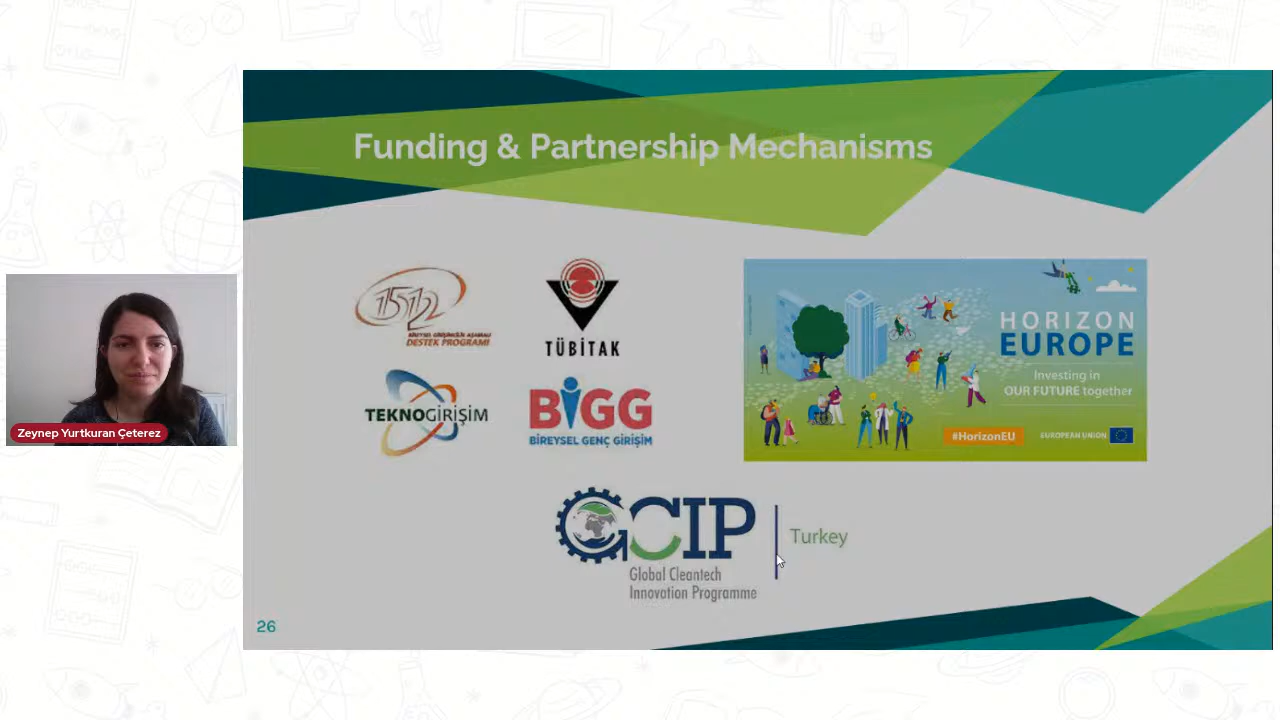 Funding & Partnership Mechanisms
1512
BİREYSEL GİRİŞİMCİLİK AŞAMALI
DESTEK PROGRAMI
TÜBİTAK
TEKNOGİRİŞİM
BiGG
BİREYSEL GENÇ GİRİŞİM
HORIZON
EUROPE
Investing in
OUR FUTURE together
#HorizonEU
EUROPEAN UNION
GCIP
Turkey
Global Cleantech
Innovation Programme
26
Zeynep Yurtkuran Çeterez